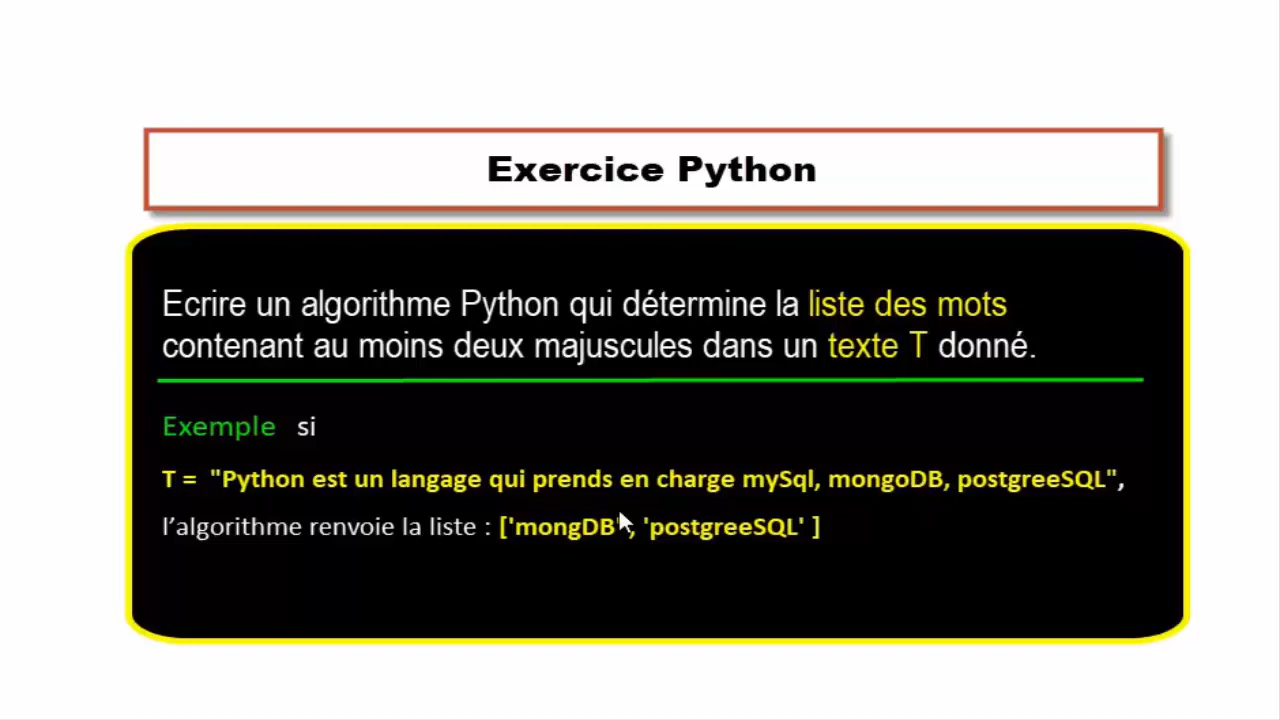 Exercice Python
Ecrire un algorithme Python qui détermine la liste des mots
contenant au moins deux majuscules dans un texte T donné.
Exemple si
T = "Python est un langage qui prends en charge mySql, mongoDB, postgreeSQL",
l’algorithme renvoie la liste : ['mongDB', 'postgreeSQL' ]